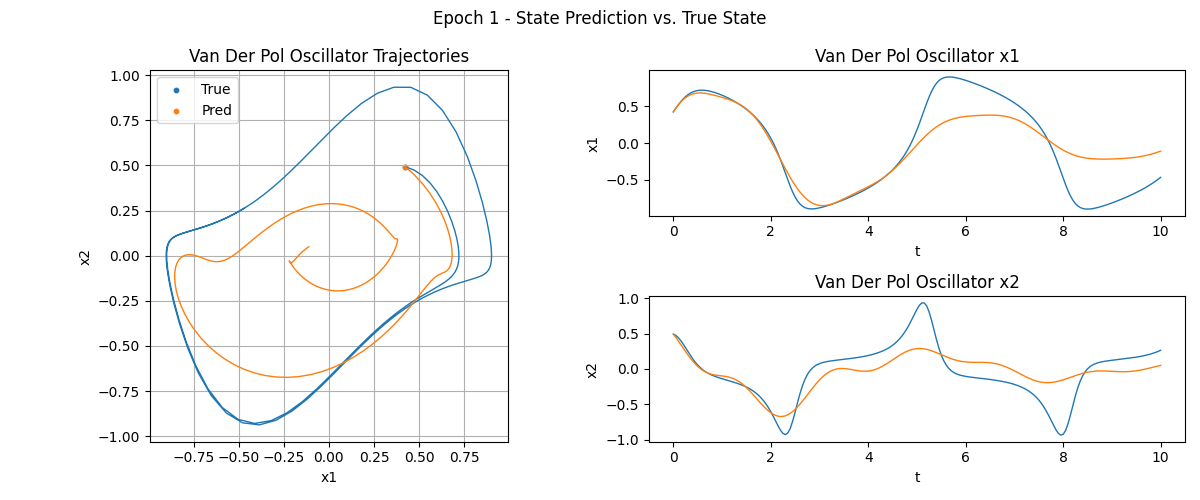 Epoch 1 - State Prediction vs. True State
Van Der Pol Oscillator Trajectories
True
Pred
1.00
0.75
0.50
0.25
0.00
−0.25
−0.50
−0.75
−1.00
x2
−0.75 −0.50 −0.25 0.00 0.25 0.50 0.75
x1
Van Der Pol Oscillator x1
0.5
0.0
−0.5
x1
0 2 4 6 8 10
t
Van Der Pol Oscillator x2
1.0
0.5
0.0
−0.5
−1.0
x2
0 2 4 6 8 10
t